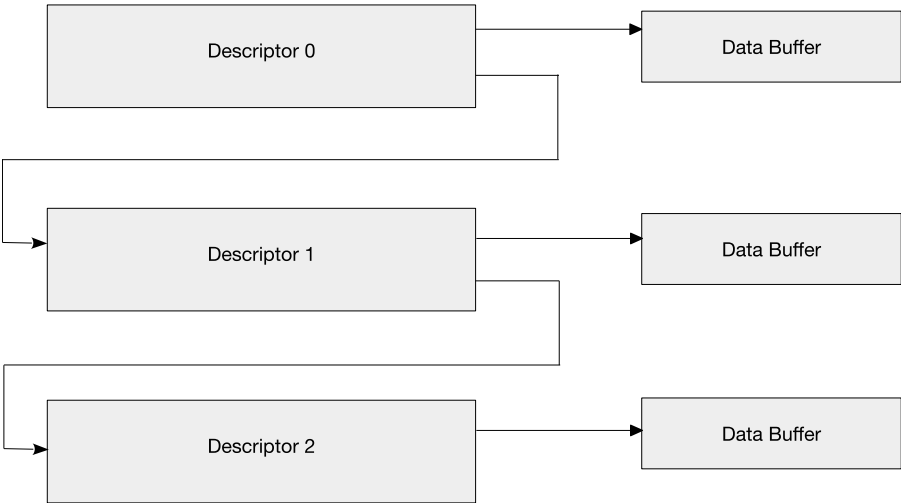 Descriptor 0
Data Buffer
Descriptor 1
Data Buffer
Descriptor 2
Data Buffer